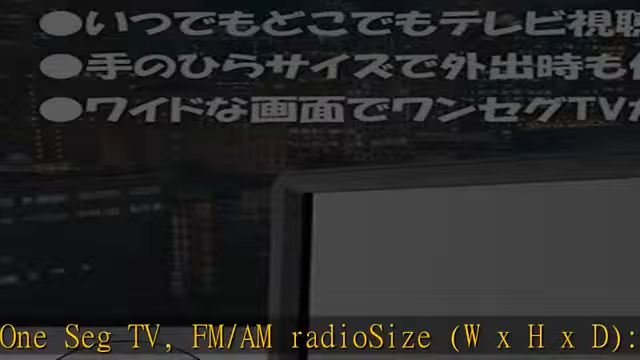 ●いつでもどこでもテレビ視聴
●手のひらサイズで外出時も
●ワイドな画面でワンセグTVが
One Seg TV, FM/AM radioSize (W x H x D):